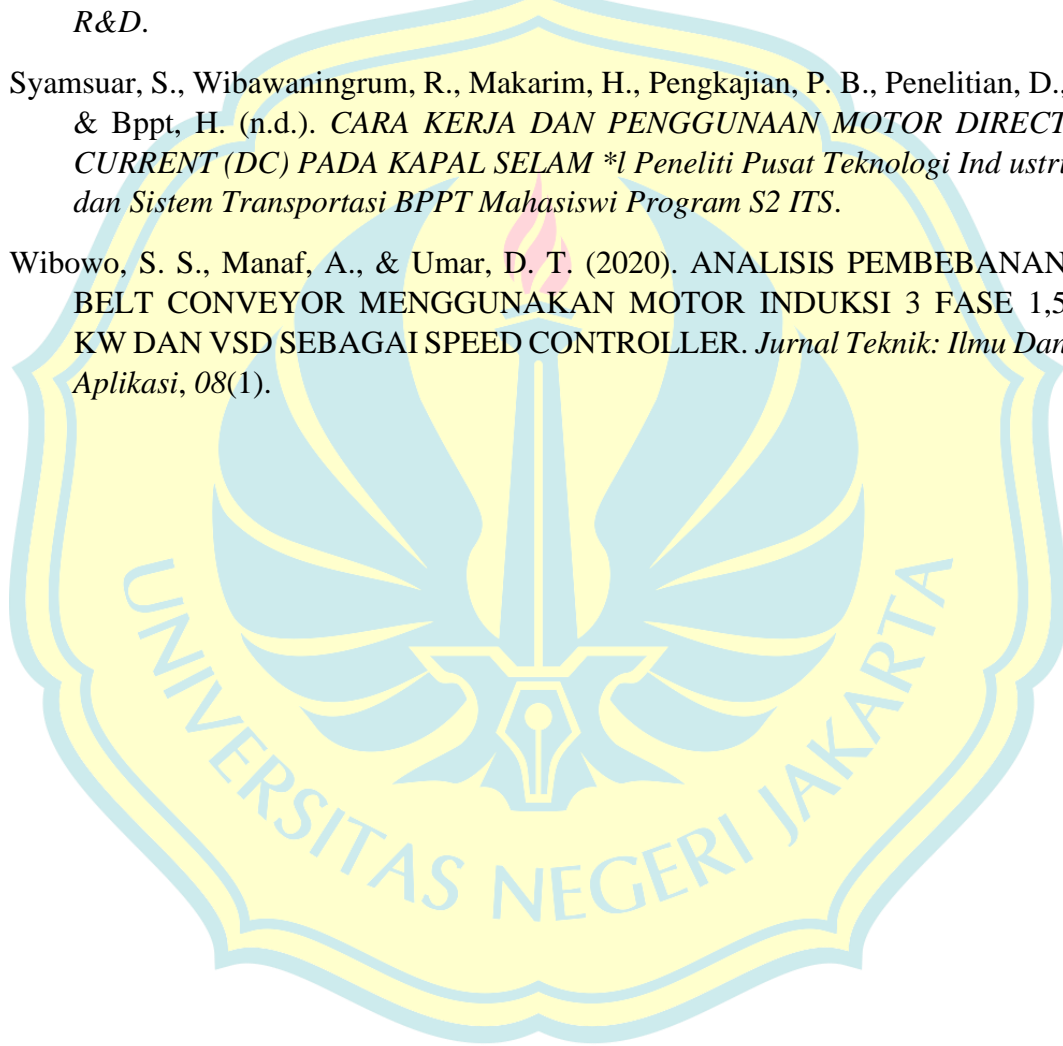 R&D.
Syamsuar, S., Wibawaningrum, R., Makarim, H., Pengkajian, P. B., Penelitian, D.,
& Bppt, H. (n.d.). CARA KERJA DAN PENGGUNAAN MOTOR DIRECT
CURRENT (DC) PADA KAPAL SELAM *l Peneliti Pusat Teknologi Ind ustri
dan Sistem Transportasi BPPT Mahasiswi Program S2 ITS.
Wibowo, S. S., Manaf, A., & Umar, D. T. (2020). ANALISIS PEMBEBANAN
BELT CONVEYOR MENGGUNAKAN MOTOR INDUKSI 3 FASE 1,5
KW DAN VSD SEBAGAI SPEED CONTROLLER. Jurnal Teknik: Ilmu Dan
Aplikasi, 08(1).
UNIVERSITAS NEGERI JAKARTA